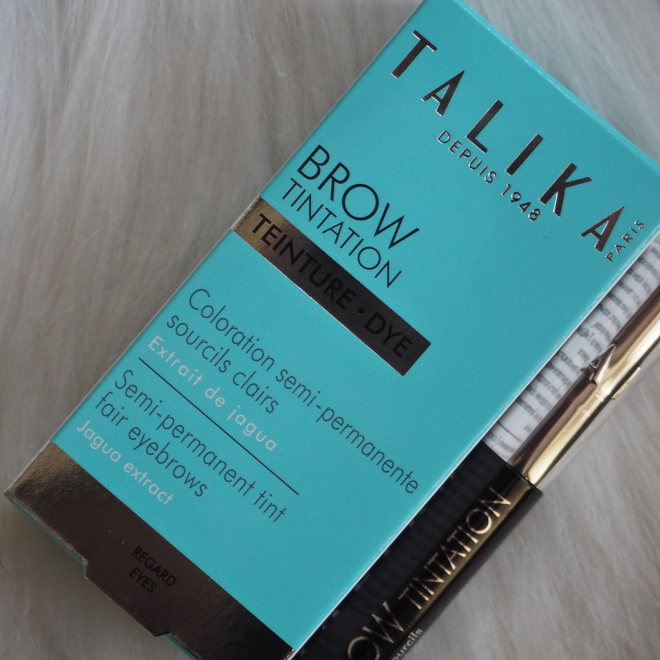 TALIKA
DEPUIS 1948
PARIS
BROW
TINTATION
TEINTURE • DYE
Coloration semi-permanente
sourcils clairs
Extrait de jagua
Semi-permanent tint
fair eyebrows
Jagua extract
REGARD
EYES
OW TINTATION
ourcils